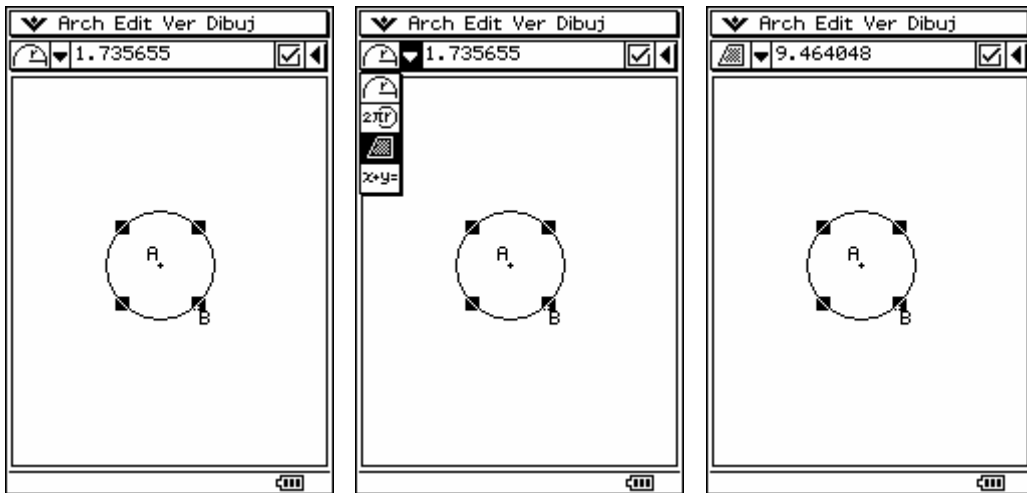 Arch Edit Ver Dibuj
r 1.735655
A
B
Arch Edit Ver Dibuj
r 1.735655
r
2πr
x+y=
A
B
Arch Edit Ver Dibuj
9.464048
A
B